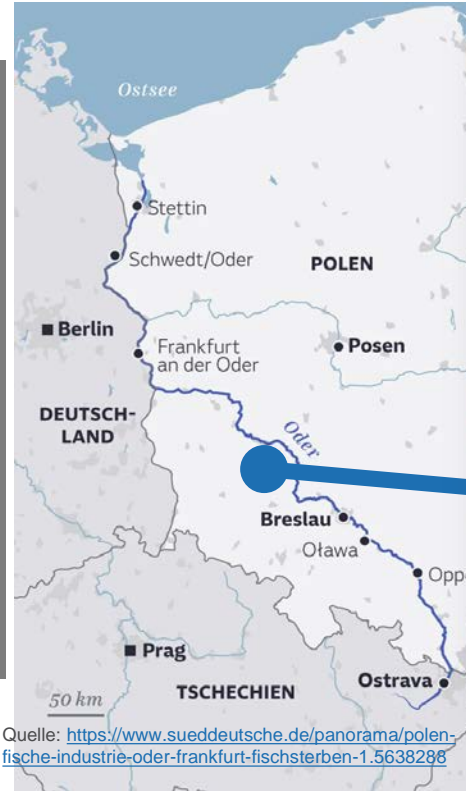 Ostsee
Stettin
Schwedt/Oder
POLEN
Berlin
Posen
Frankfurt
an der Oder
DEUTSCH-
LAND
Oder
Breslau
Oława
Opp
Prag
Ostrava
50 km
TSCHECHIEN
Quelle: https://www.sueddeutsche.de/panorama/polen-
fische-industrie-oder-frankfurt-fischsterben-1.5638288